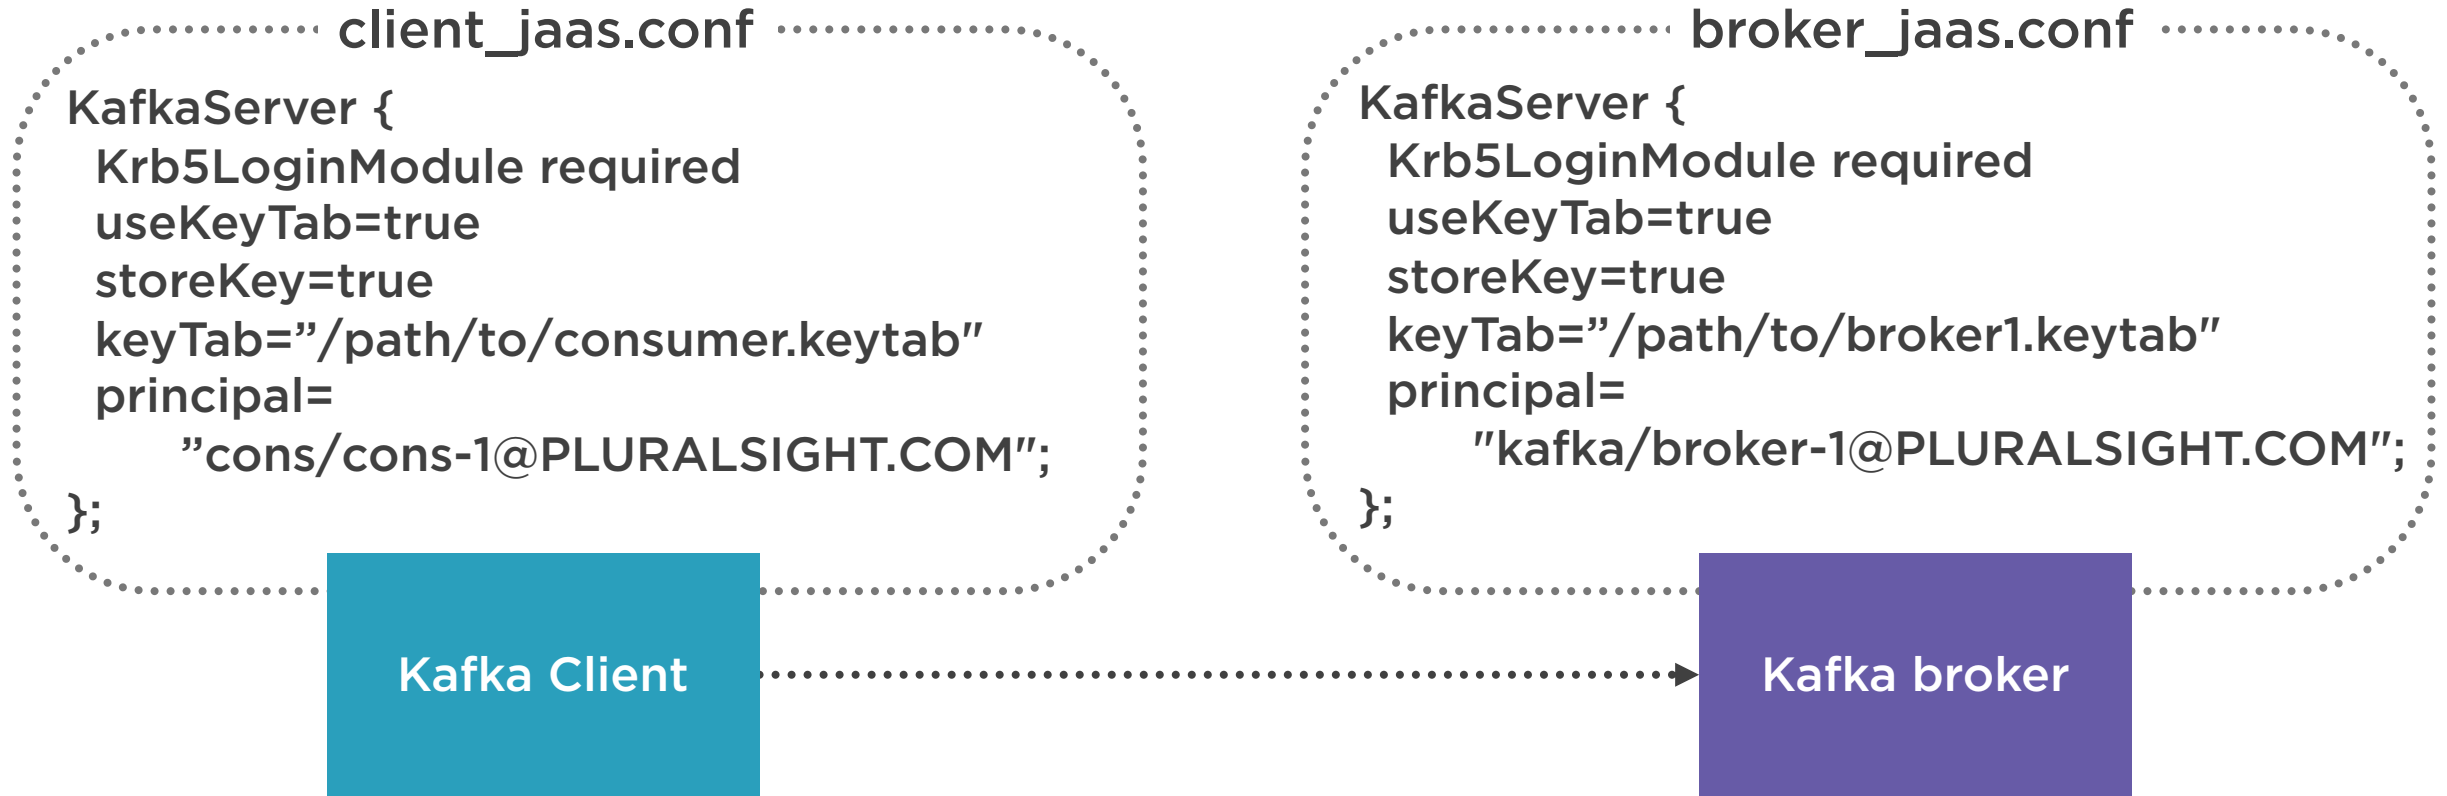 client_jaas.conf
KafkaServer {
Krb5LoginModule required
useKeyTab=true
storeKey=true
keyTab=”/path/to/consumer.keytab"
principal=
”cons/cons-1@PLURALSIGHT.COM";
};
Kafka Client
broker_jaas.conf
KafkaServer {
Krb5LoginModule required
useKeyTab=true
storeKey=true
keyTab=”/path/to/broker1.keytab"
principal=
"kafka/broker-1@PLURALSIGHT.COM";
};
Kafka broker